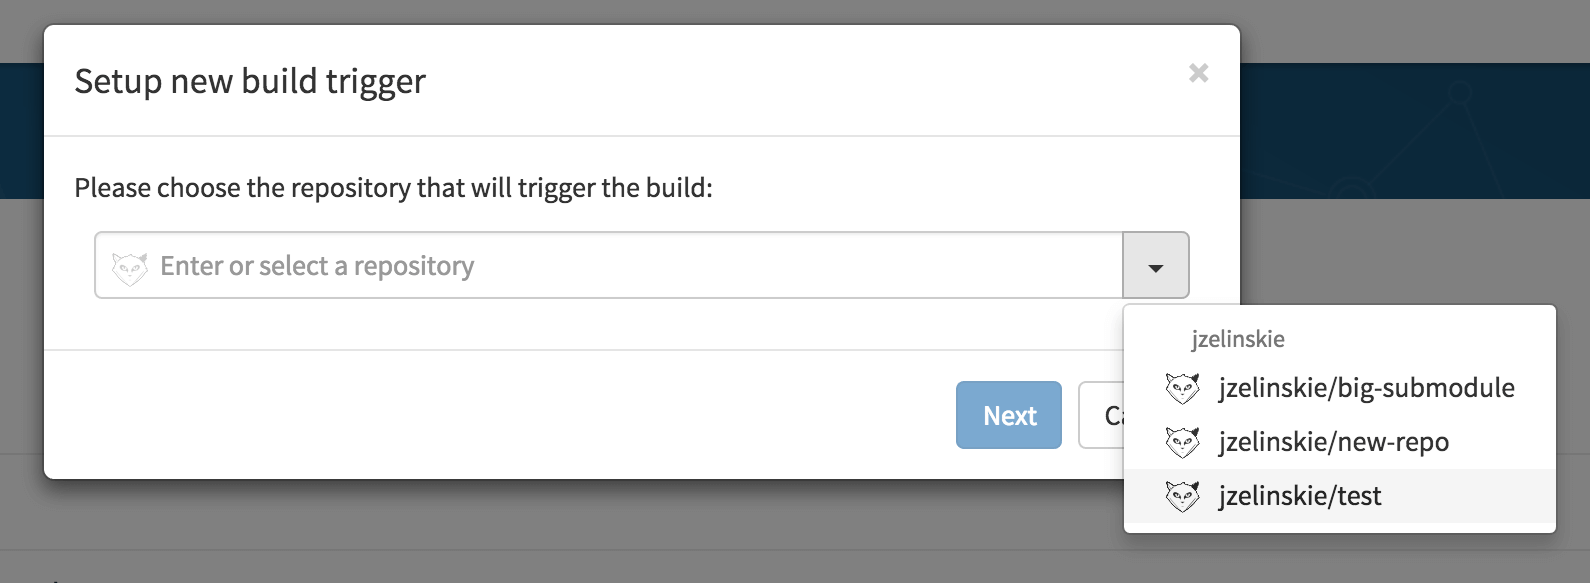 Setup new build trigger
×
Please choose the repository that will trigger the build:
Enter or select a repository
jzelinskie
jzelinskie/big-submodule
jzelinskie/new-repo
jzelinskie/test
Next